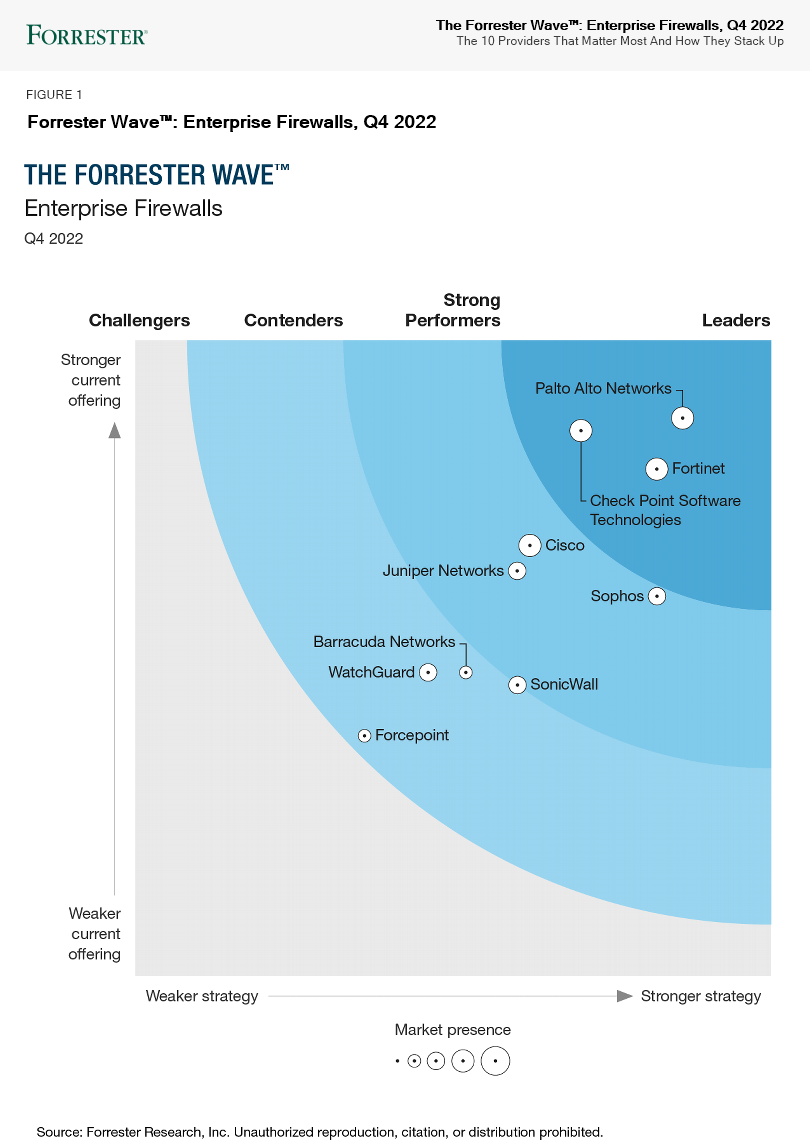 FORRESTER®
The Forrester Wave™: Enterprise Firewalls, Q4 2022
The 10 Providers That Matter Most And How They Stack Up
FIGURE 1
Forrester Wave™: Enterprise Firewalls, Q4 2022
THE FORRESTER WAVE™
Enterprise Firewalls
Q4 2022
Challengers
Contenders
Strong
Performers
Leaders
Stronger
current
offering
Palto Alto Networks
Fortinet
Check Point Software
Technologies
Cisco
Juniper Networks
Sophos
Barracuda Networks
WatchGuard
SonicWall
Forcepoint
Weaker
current
offering
Weaker strategy
Stronger strategy
Market presence
Source: Forrester Research, Inc. Unauthorized reproduction, citation, or distribution prohibited.